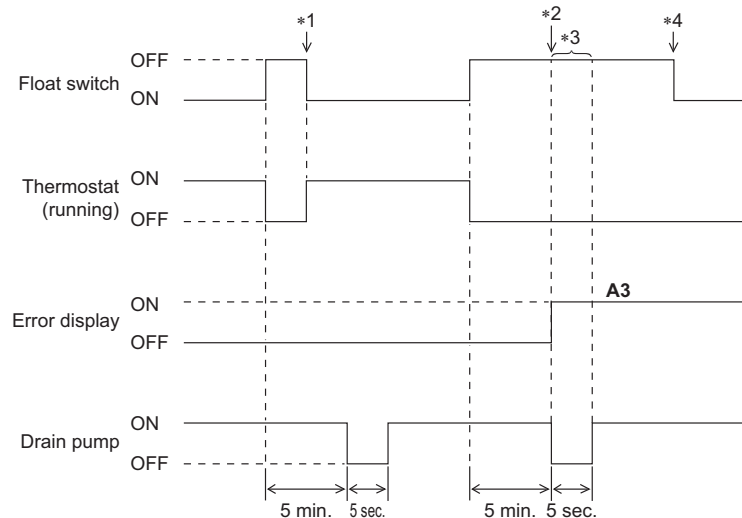 *1
*2
*3
*4
Float switch
OFF
ON
Thermostat
(running)
ON
OFF
Error display
ON
OFF
A3
Drain pump
ON
OFF
5 min.
5 sec.
5 min.
5 sec.